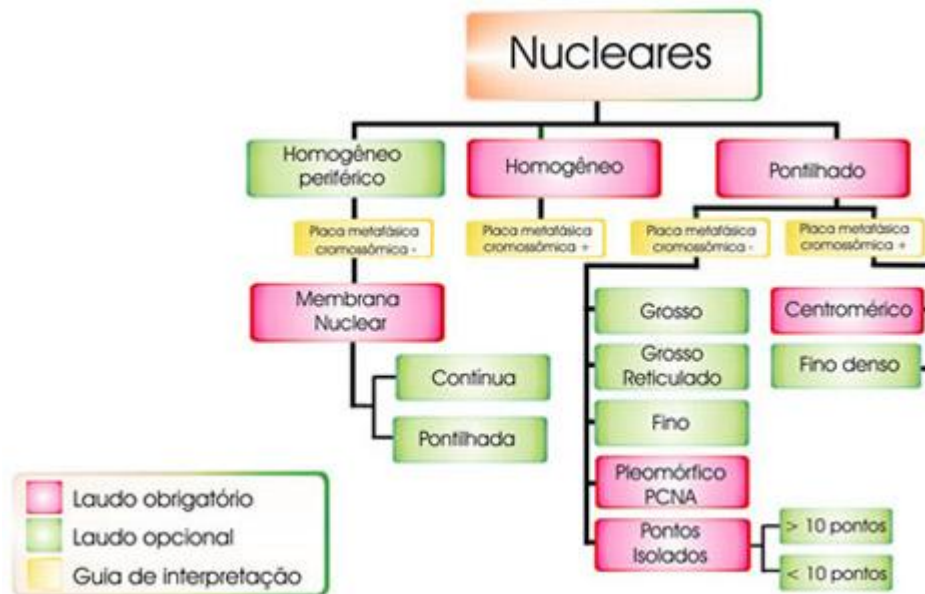 Nucleares
Homogêneo
periférico
Homogêneo
Pontilhado
Placa metafásica
cromossômica -
Placa metafásica
cromossômica +
Placa metafásica
cromossômica -
Placa metafásica
cromossômica +
Membrana
Nuclear
Contínua
Pontilhada
Grosso
Grosso
Reticulado
Fino
Pleomórfico
PCNA
Pontos
Isolados
> 10 pontos
< 10 pontos
Centromérico
Fino denso
Laudo obrigatório
Laudo opcional
Guia de interpretação